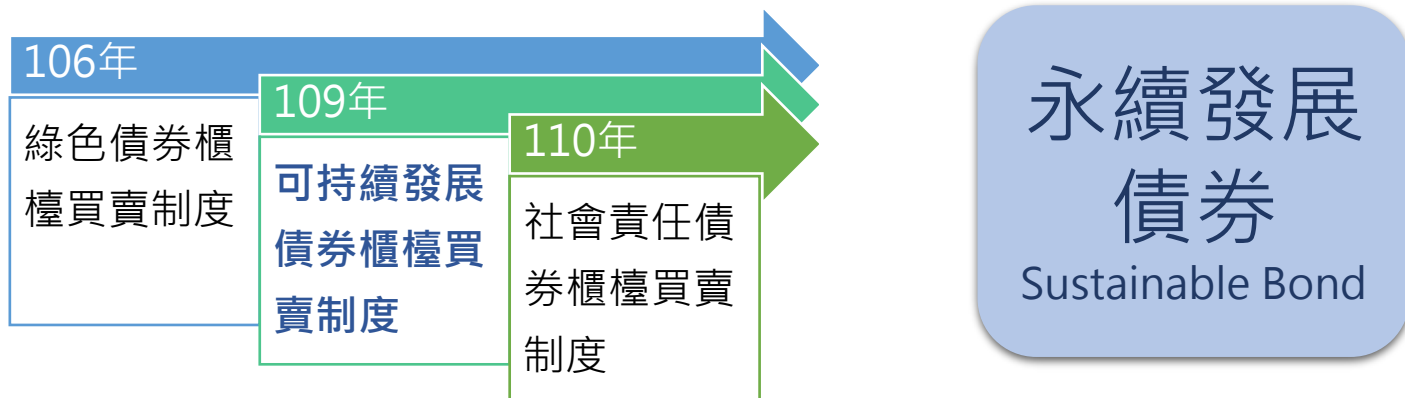 106年
綠色債券櫃
檯買賣制度
109年
可持續發展
債券櫃檯買
賣制度
110年
社會責任債
券櫃檯買賣
制度
永續發展
債券
Sustainable Bond